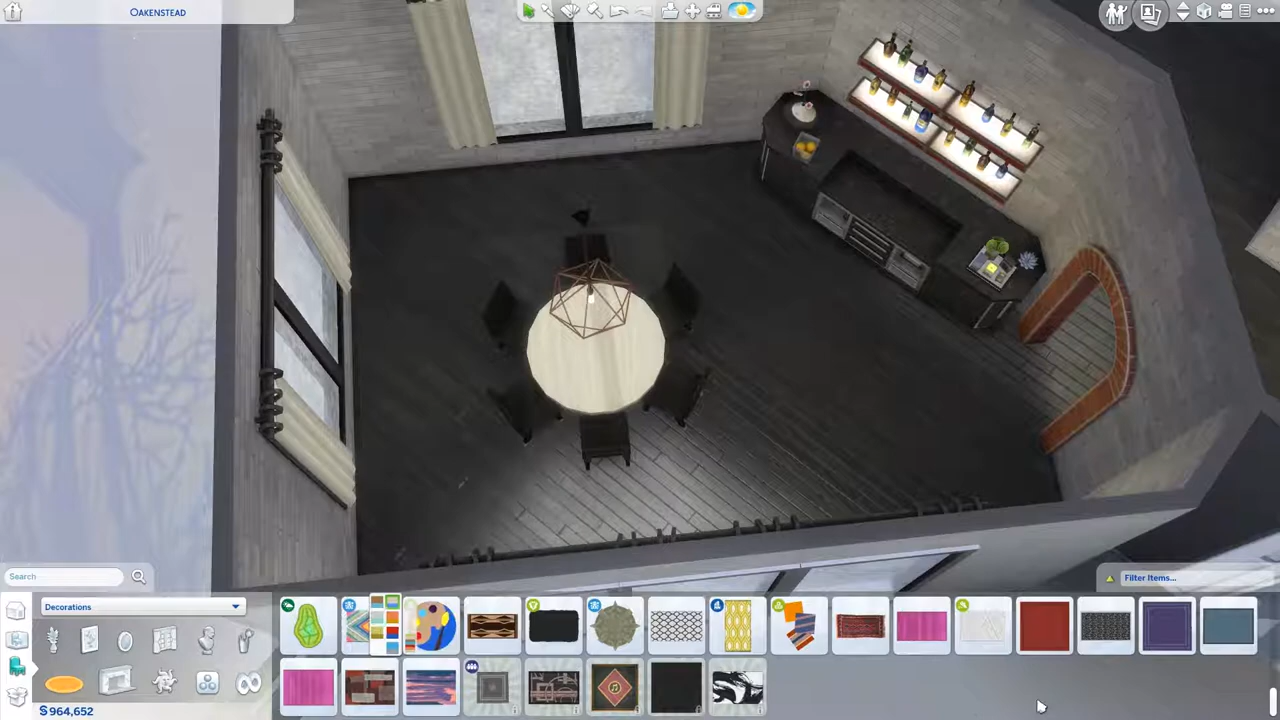 Oakenstead
Search
Filter Items...
Decorations
§964,652